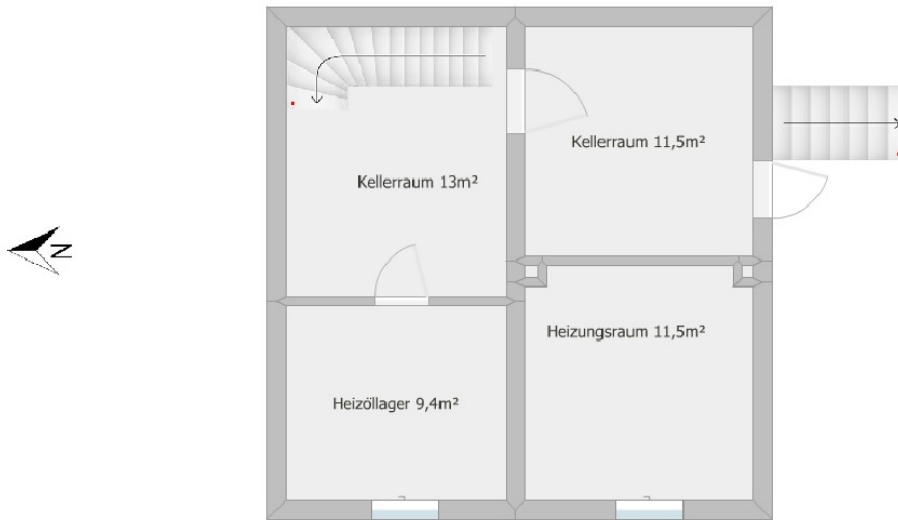 Kellerraum 11,5m²
Kellerraum 13m²
N
Heizungsraum 11,5m²
Heizöllager 9,4m²